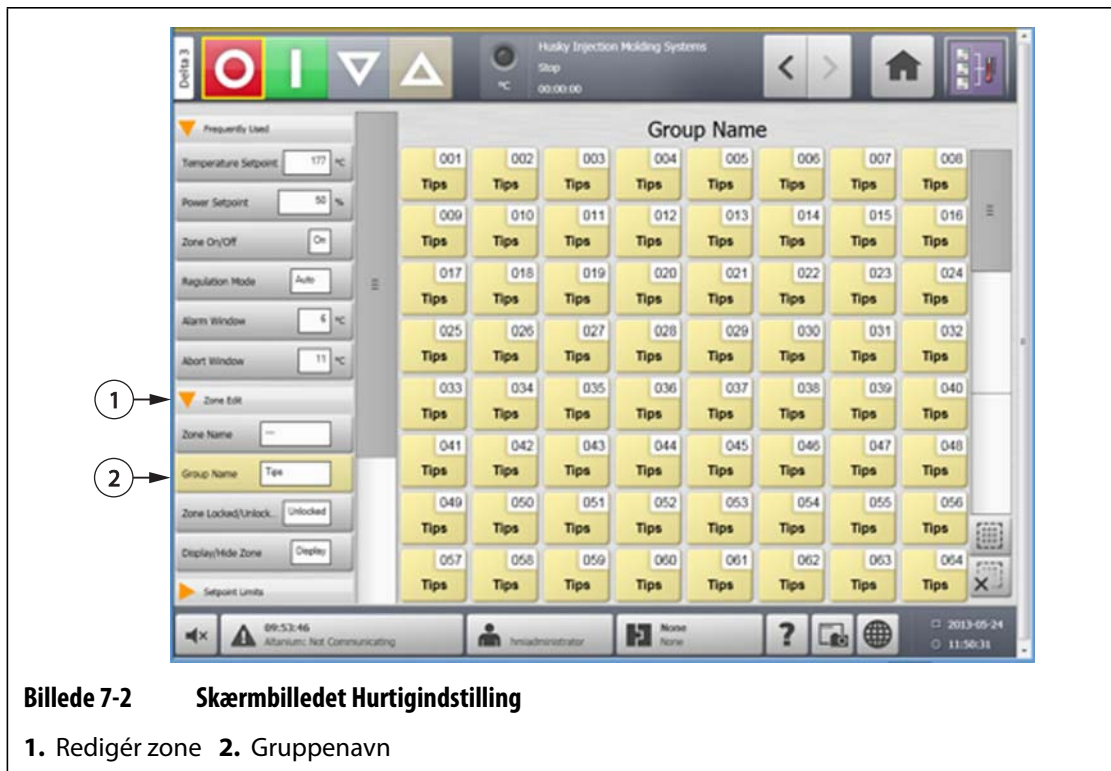 Delta 3
Husky Injection Molding Systems
Stop
°C 00:00:00
Frequently Used
Temperature Setpoint 177 °C
Power Setpoint 50 %
Zone On/Off On
Regulation Mode Auto
Alarm Window 6 °C
Abort Window 11 °C
Zone Edit
Zone Name ---
Group Name Tips
Zone Locked/Unlock... Unlocked
Display/Hide Zone Display
Setpoint Limits
Group Name
001 002 003 004 005 006 007 008
Tips Tips Tips Tips Tips Tips Tips Tips
009 010 011 012 013 014 015 016
Tips Tips Tips Tips Tips Tips Tips Tips
017 018 019 020 021 022 023 024
Tips Tips Tips Tips Tips Tips Tips Tips
025 026 027 028 029 030 031 032
Tips Tips Tips Tips Tips Tips Tips Tips
033 034 035 036 037 038 039 040
Tips Tips Tips Tips Tips Tips Tips Tips
041 042 043 044 045 046 047 048
Tips Tips Tips Tips Tips Tips Tips Tips
049 050 051 052 053 054 055 056
Tips Tips Tips Tips Tips Tips Tips Tips
057 058 059 060 061 062 063 064
Tips Tips Tips Tips Tips Tips Tips Tips
09:53:46
Altanium: Not Communicating
hmiadministrator
None
None
?
2013-05-24
11:50:31
1
2
Billede 7-2 Skærmbilledet Hurtigindstilling
1. Redigér zone 2. Gruppenavn